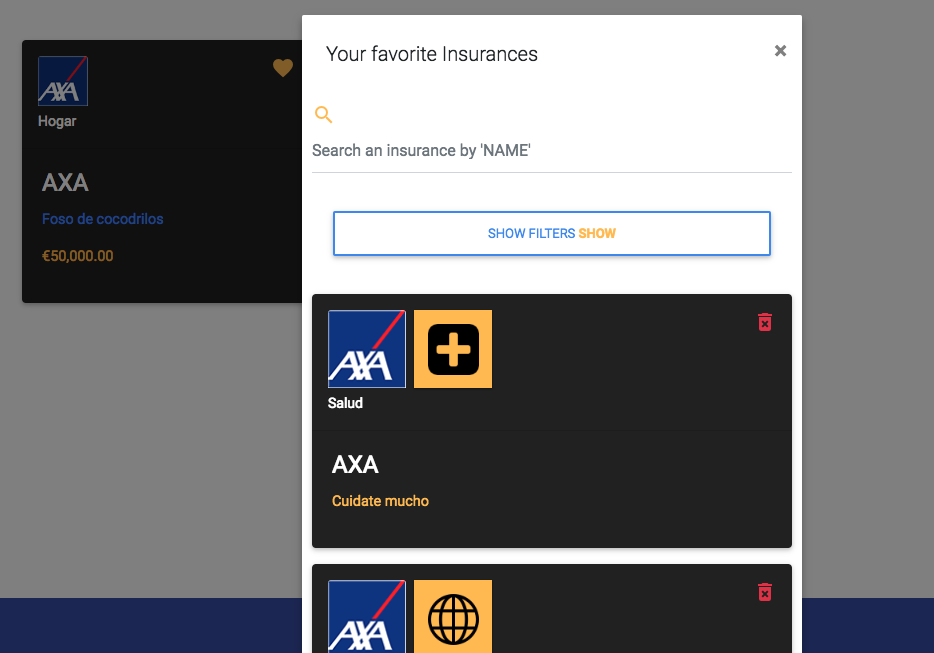 AXA
Hogar
AXA
Foso de cocodrilos
€50,000.00
Your favorite Insurances
×
Search an insurance by 'NAME'
SHOW FILTERS SHOW
AXA
Salud
AXA
Cuidate mucho
AXA